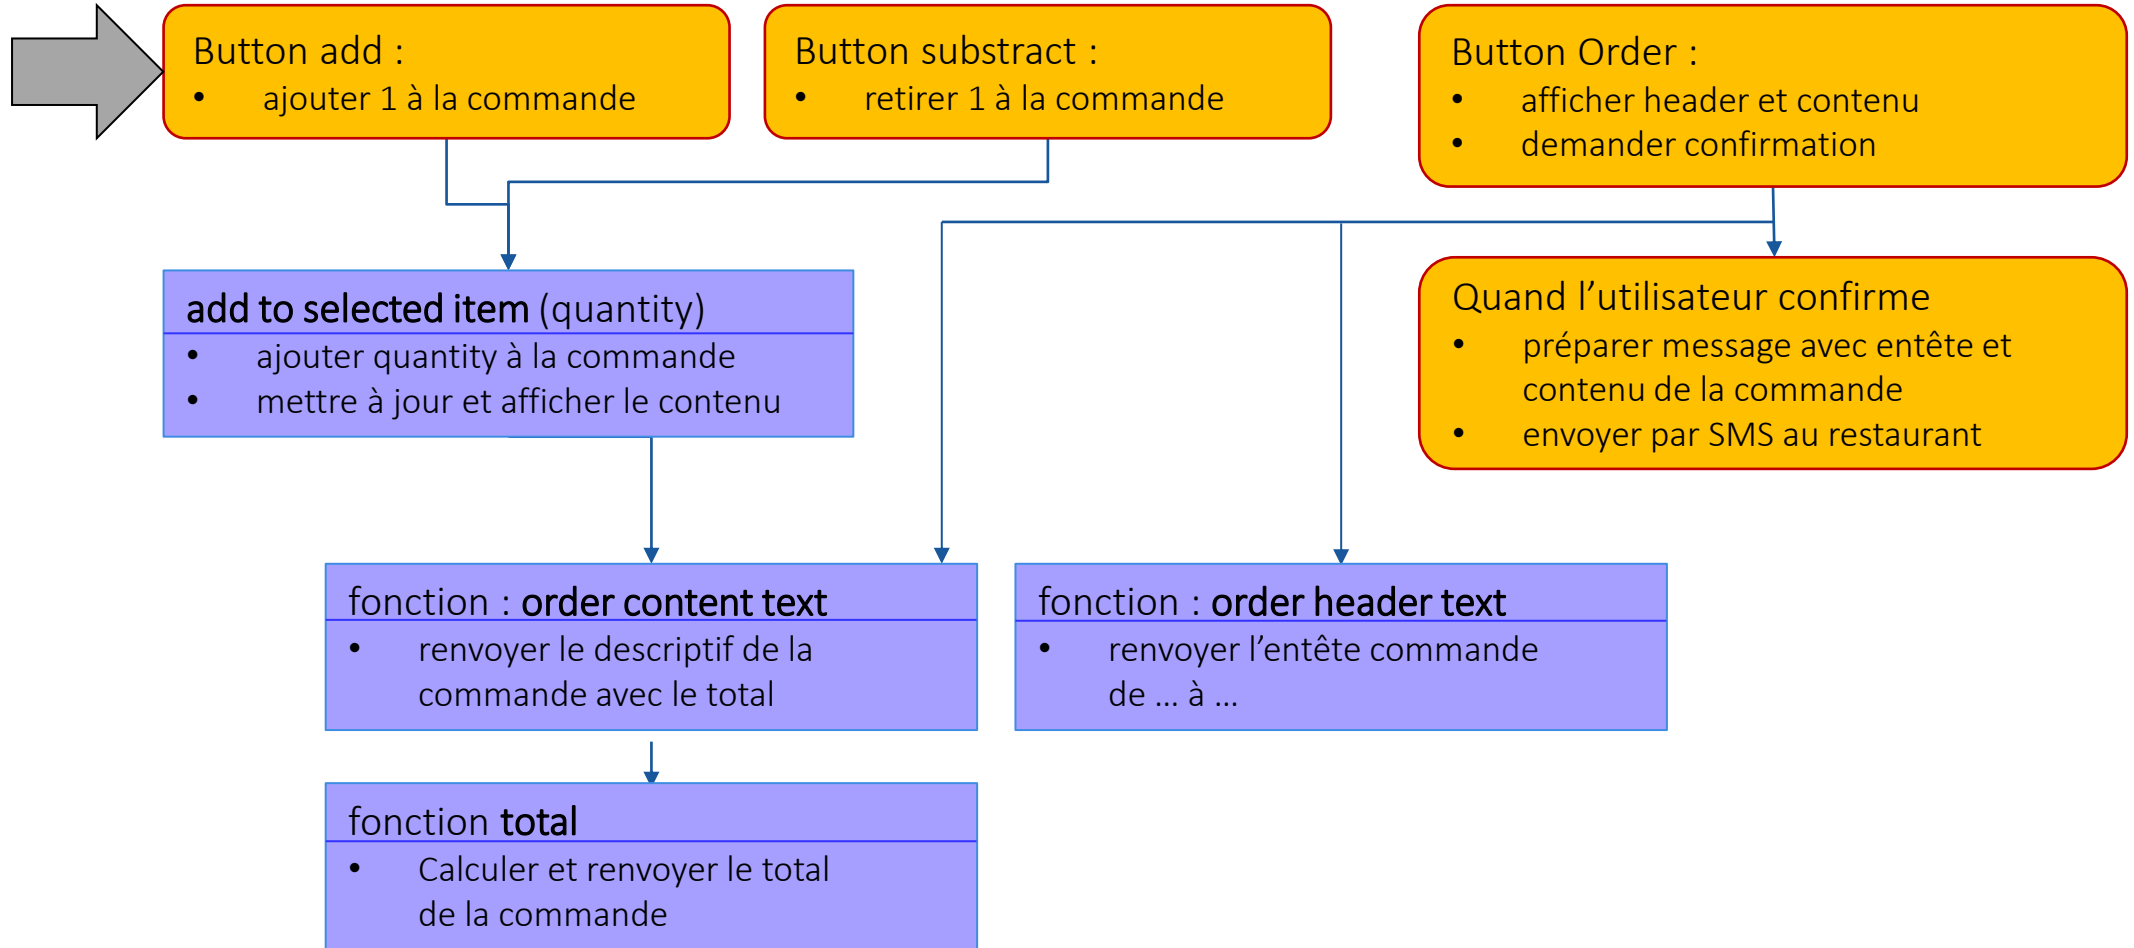 Button add :
• ajouter 1 à la commande
Button substract :
• retirer 1 à la commande
Button Order :
• afficher header et contenu
• demander confirmation
add to selected item (quantity)
• ajouter quantity à la commande
• mettre à jour et afficher le contenu
Quand l’utilisateur confirme
• préparer message avec entête et
contenu de la commande
• envoyer par SMS au restaurant
fonction : order content text
• renvoyer le descriptif de la
commande avec le total
fonction : order header text
• renvoyer l’entête commande
de … à …
fonction total
• Calculer et renvoyer le total
de la commande